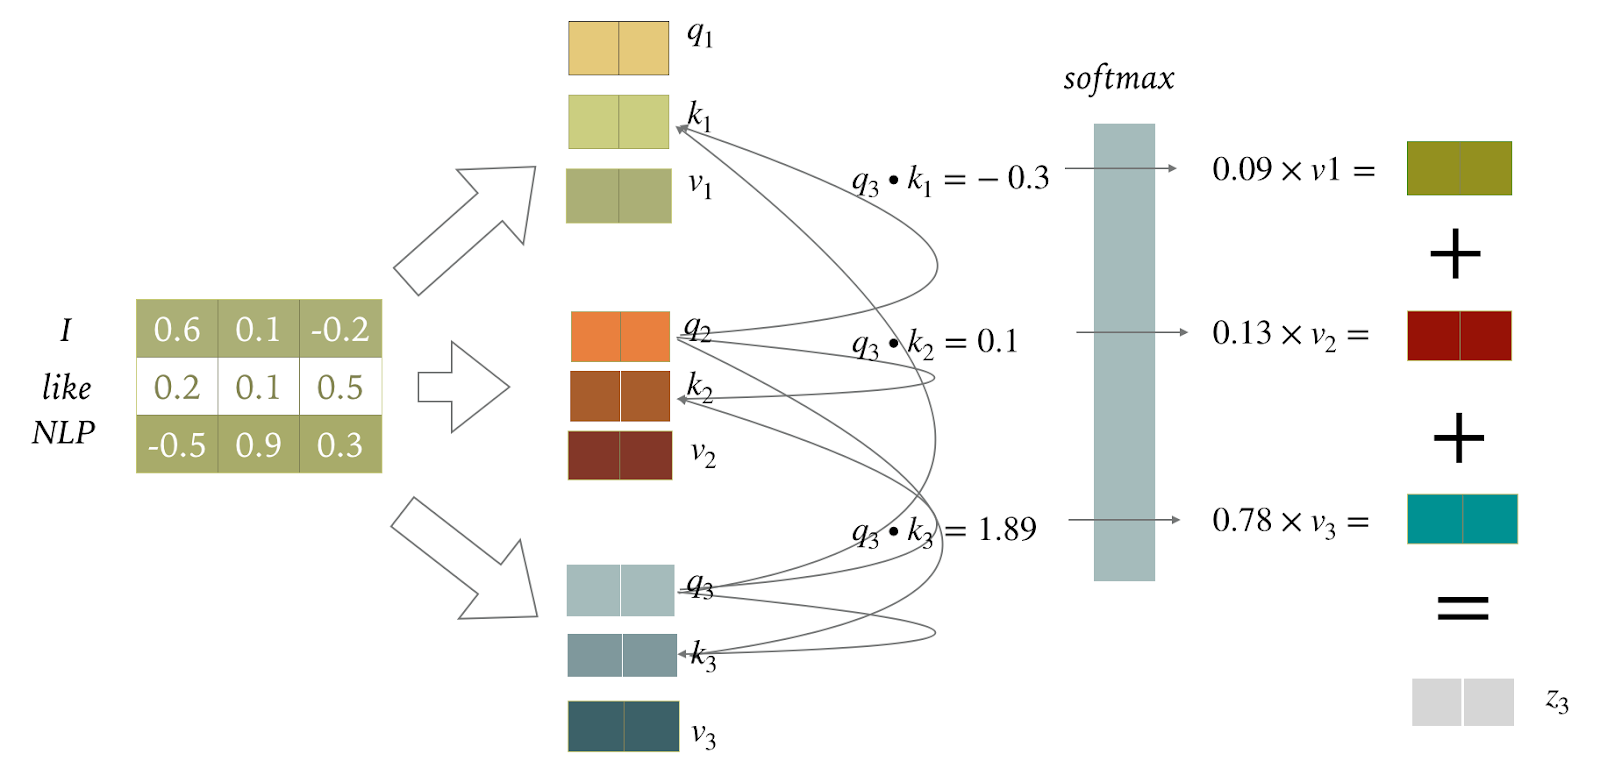 I
like
NLP
0.6 0.1 -0.2
0.2 0.1 0.5
-0.5 0.9 0.3
q₁
k₁
v₁
q₂
k₂
v₂
q₃
k₃
v₃
q₃ • k₁ = − 0.3
q₃ • k₂ = 0.1
q₃ • k₃ = 1.89
softmax
0.09 × v1 =
+
0.13 × v₂ =
+
0.78 × v₃ =
=
z₃